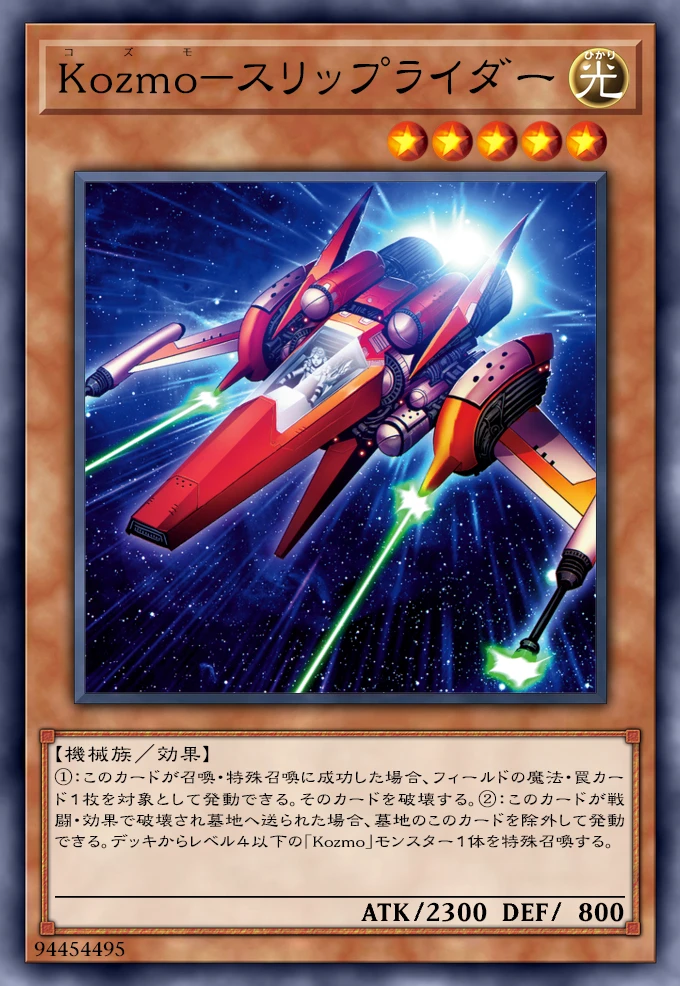 コズモ
Kozmo－スリップライダー
ひかり
光
【機械族／効果】
①：このカードが召喚・特殊召喚に成功した場合、フィールドの魔法・罠カー
ド１枚を対象として発動できる。そのカードを破壊する。②：このカードが戦
闘・効果で破壊され墓地へ送られた場合、墓地のこのカードを除外して発動
できる。デッキからレベル４以下の「Kozmo」モンスター１体を特殊召喚する。
ATK/2300 DEF/ 800
94454495